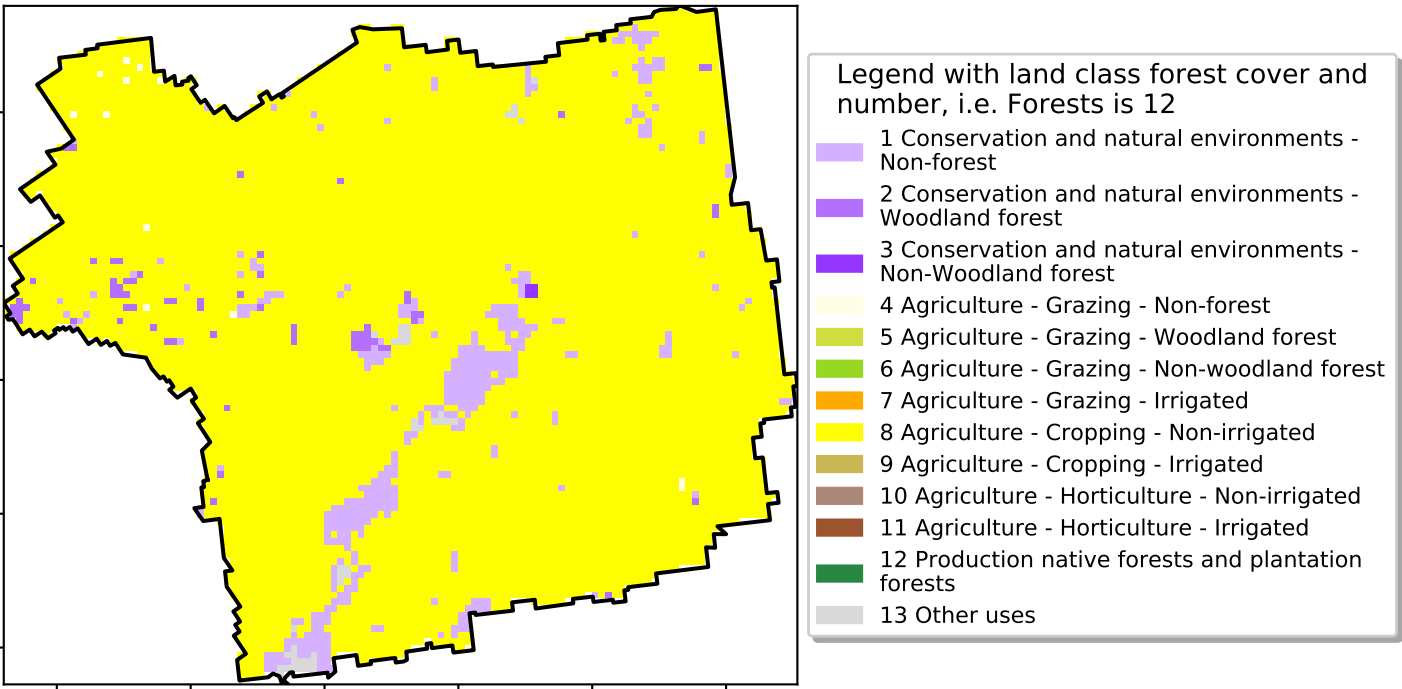 Legend with land class forest cover and
number, i.e. Forests is 12
1 Conservation and natural environments -
Non-forest
2 Conservation and natural environments -
Woodland forest
3 Conservation and natural environments -
Non-Woodland forest
4 Agriculture - Grazing - Non-forest
5 Agriculture - Grazing - Woodland forest
6 Agriculture - Grazing - Non-woodland forest
7 Agriculture - Grazing - Irrigated
8 Agriculture - Cropping - Non-irrigated
9 Agriculture - Cropping - Irrigated
10 Agriculture - Horticulture - Non-irrigated
11 Agriculture - Horticulture - Irrigated
12 Production native forests and plantation
forests
13 Other uses